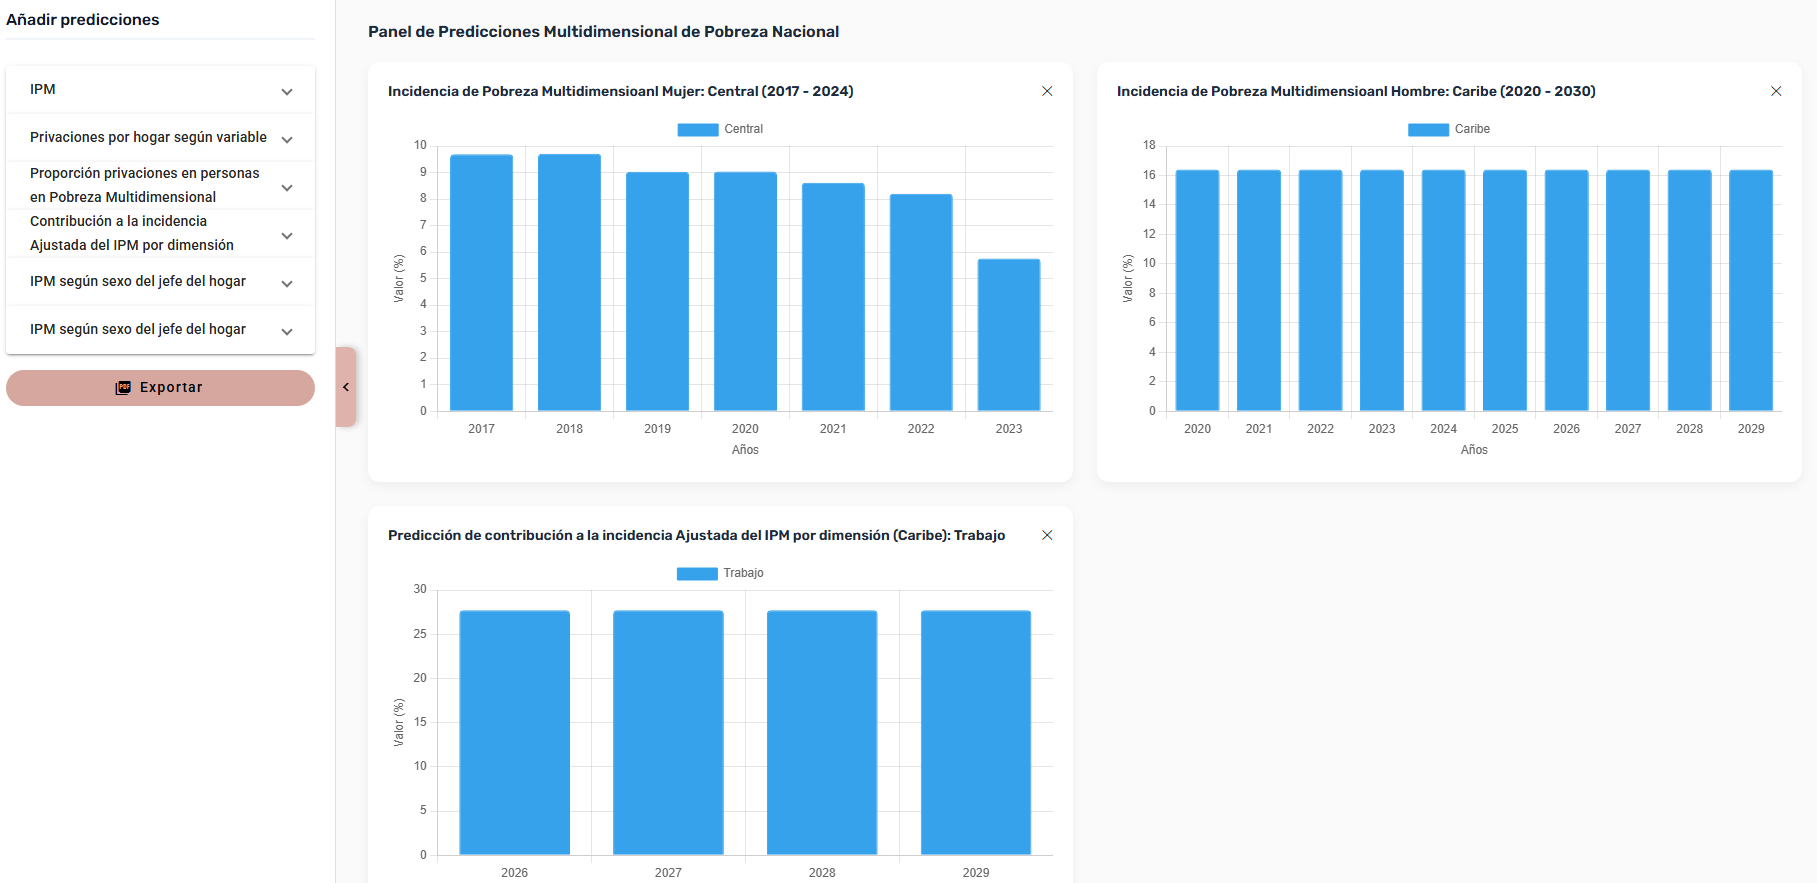 Añadir predicciones
IPM
Privaciones por hogar según variable
Proporción privaciones en personas
en Pobreza Multidimensional
Contribución a la incidencia
Ajustada del IPM por dimensión
IPM según sexo del jefe del hogar
IPM según sexo del jefe del hogar
PDF Exportar
Panel de Predicciones Multidimensional de Pobreza Nacional
Incidencia de Pobreza Multidimensioanl Mujer: Central (2017 - 2024)
Central
10
9
8
7
6
5
4
3
2
1
0
Valor (%)
2017 2018 2019 2020 2021 2022 2023
Años
Incidencia de Pobreza Multidimensioanl Hombre: Caribe (2020 - 2030)
Caribe
18
16
14
12
10
8
6
4
2
0
Valor (%)
2020 2021 2022 2023 2024 2025 2026 2027 2028 2029
Años
Predicción de contribución a la incidencia Ajustada del IPM por dimensión (Caribe): Trabajo
Trabajo
30
25
20
15
10
5
0
Valor (%)
2026 2027 2028 2029